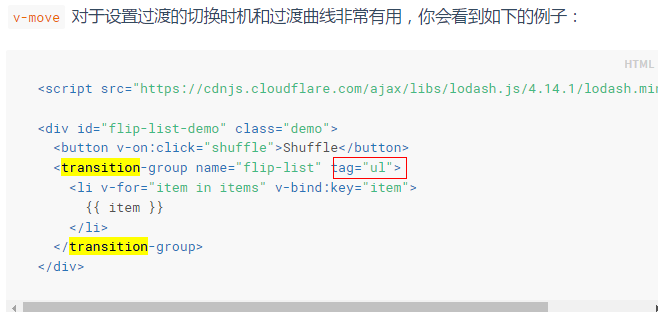 v-move 对于设置过渡的切换时机和过渡曲线非常有用，你会看到如下的例子：
HTML
<script src="https://cdnjs.cloudflare.com/ajax/libs/lodash.js/4.14.1/lodash.min
<div id="flip-list-demo" class="demo">
<button v-on:click="shuffle">Shuffle</button>
<transition-group name="flip-list" tag="ul">
<li v-for="item in items" v-bind:key="item">
{{ item }}
</li>
</transition-group>
</div>